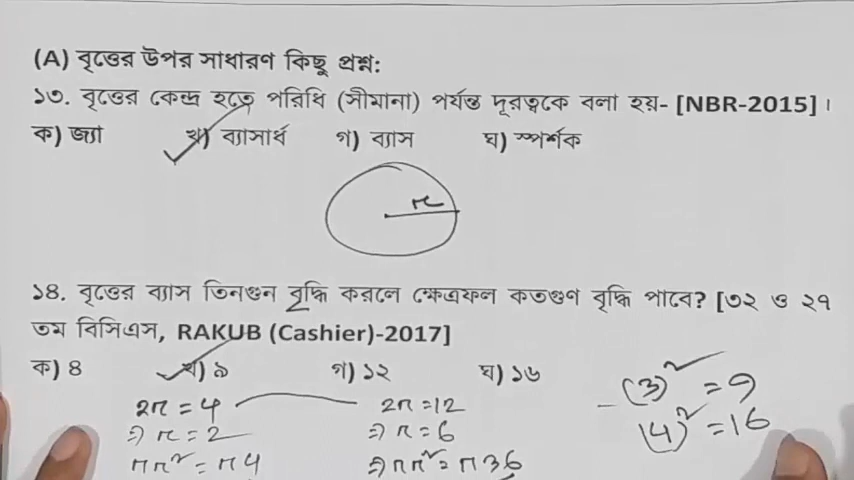 (A) বৃত্তের উপর সাধারণ কিছু প্রশ্ন:
১৩. বৃত্তের কেন্দ্র হতে পরিধি (সীমানা) পর্যন্ত দূরত্বকে বলা হয়- [NBR-2015]।
ক) জ্যা খ) ব্যাসার্ধ গ) ব্যাস ঘ) স্পর্শক
r
১৪. বৃত্তের ব্যাস তিনগুন বৃদ্ধি করলে ক্ষেত্রফল কতগুণ বৃদ্ধি পাবে? [৩২ ও ২৭
তম বিসিএস, RAKUB (Cashier)-2017]
ক) 4 খ) ৯ গ) ১২ ঘ) ১৬
(3)² = 9
2r = 4 2r = 12 (4)² = 16
⇒ r = 2 ⇒ r = 6
πr² = π4 ⇒ πr² = π36